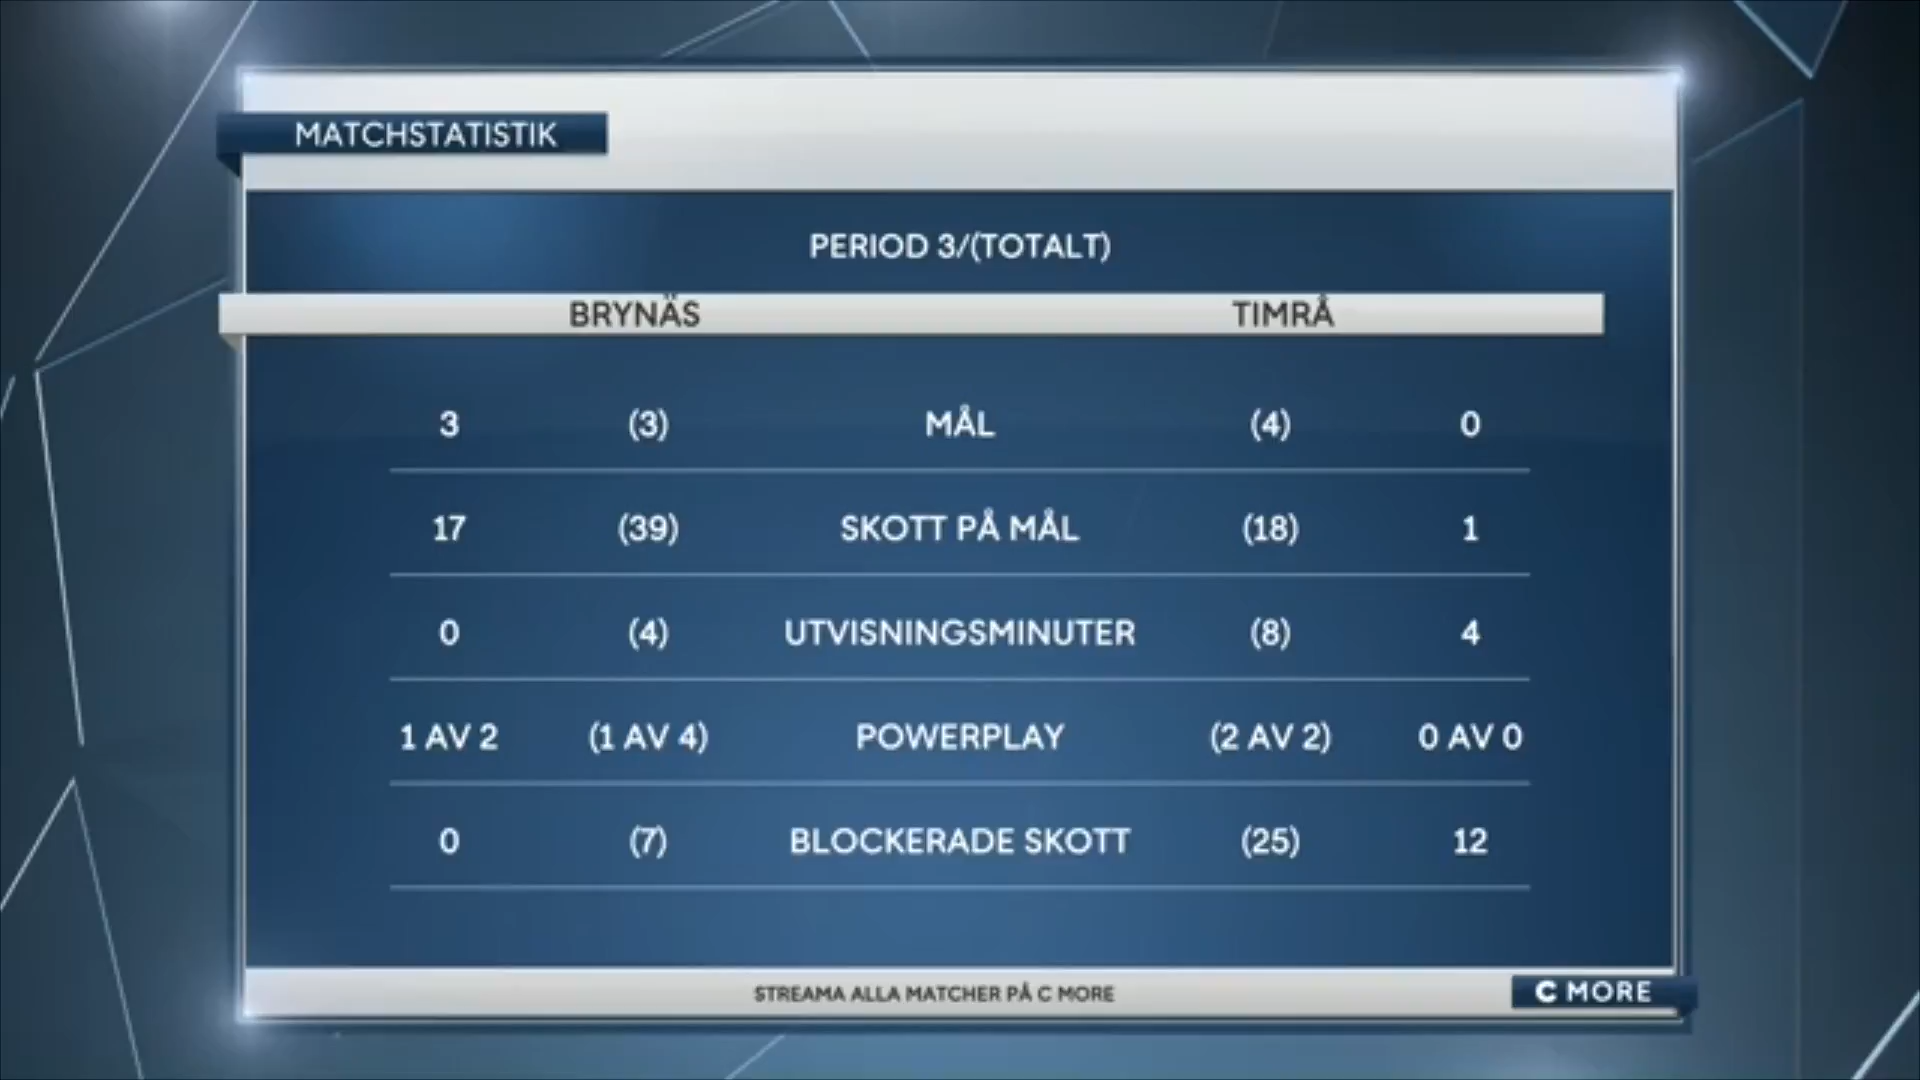 MATCHSTATISTIK
PERIOD 3/(TOTALT)
BRYNÄS TIMRÅ
3 (3) MÅL (4) 0
17 (39) SKOTT PÅ MÅL (18) 1
0 (4) UTVISNINGSMINUTER (8) 4
1 AV 2 (1 AV 4) POWERPLAY (2 AV 2) 0 AV 0
0 (7) BLOCKERADE SKOTT (25) 12
STREAMA ALLA MATCHER PÅ C MORE
C MORE